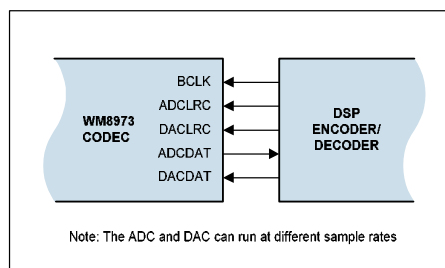 WM8973
CODEC
BCLK
ADCLRC
DACLRC
ADCDAT
DACDAT
DSP
ENCODER/
DECODER
Note: The ADC and DAC can run at different sample rates